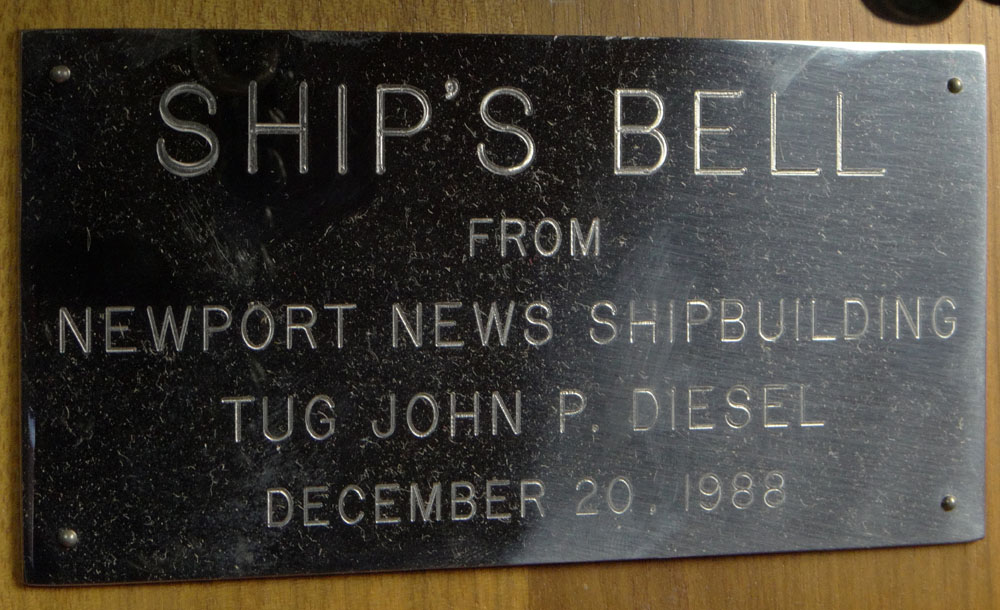 SHIP'S BELL
FROM
NEWPORT NEWS SHIPBUILDING
TUG JOHN P. DIESEL
DECEMBER 20, 1988